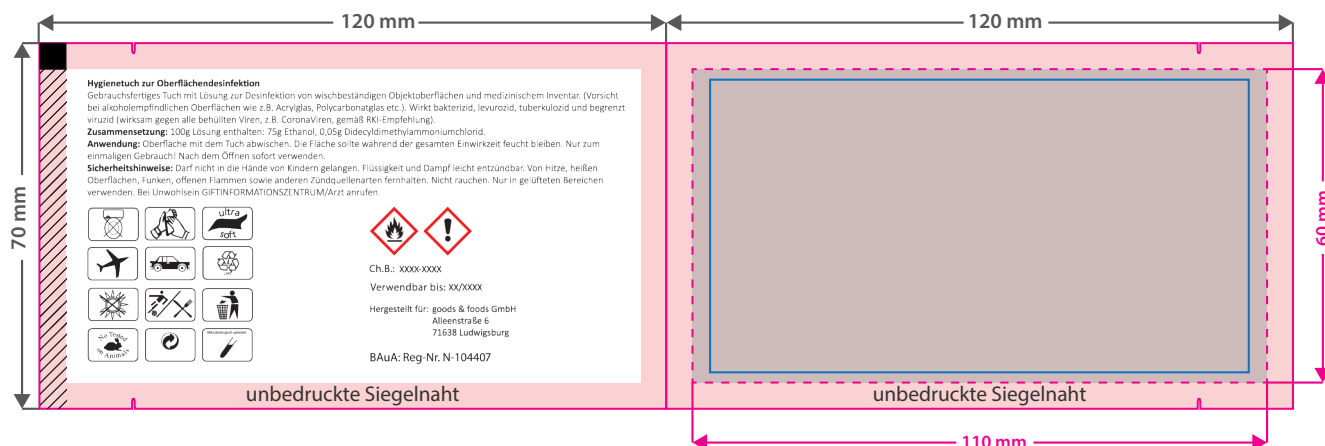 120 mm
120 mm
70 mm
Hygienetuch zur Oberflächendesinfektion
Gebrauchsfertiges Tuch mit Lösung zur Desinfektion von wischbeständigen Objektoberflächen und medizinischem Inventar. (Vorsicht
bei alkoholempfindlichen Oberflächen wie z.B. Acrylglas, Polycarbonatglas etc.). Wirkt bakterizid, levurozid, tuberkulozid und begrenzt
viruzid (wirksam gegen alle behüllten Viren, z.B. CoronaViren, gemäß RKI-Empfehlung).
Zusammensetzung: 100g Lösung enthalten: 75g Ethanol, 0,05g Didecyldimethylammoniumchlorid.
Anwendung: Oberfläche mit dem Tuch abwischen. Die Fläche sollte während der gesamten Einwirkzeit feucht bleiben. Nur zum
einmaligen Gebrauch! Nach dem Öffnen sofort verwenden.
Sicherheitshinweise: Darf nicht in die Hände von Kindern gelangen. Flüssigkeit und Dampf leicht entzündbar. Von Hitze, heißen
Oberflächen, Funken, offenen Flammen sowie anderen Zündquellenarten fernhalten. Nicht rauchen. Nur in gelüfteten Bereichen
verwenden. Bei Unwohlsein GIFTINFORMATIONSZENTRUM/Arzt anrufen.
ultra
soft
No Tested
on Animals
Ch.B.: XXXX-XXXX
Verwendbar bis: XX/XXXX
Hergestellt für: goods & foods GmbH
Alleenstraße 6
71638 Ludwigsburg
BAuA: Reg-Nr. N-104407
unbedruckte Siegelnaht
unbedruckte Siegelnaht
60 mm
110 mm